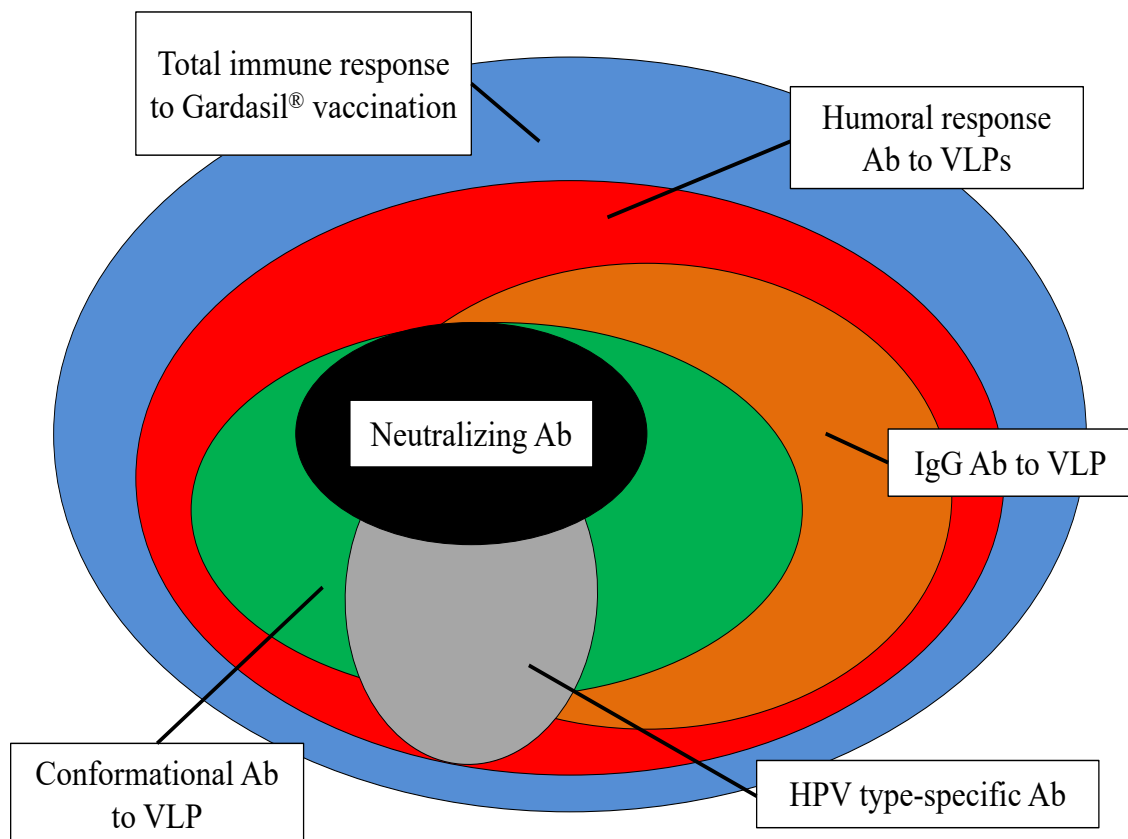 Total immune response
to Gardasil® vaccination
Humoral response
Ab to VLPs
Neutralizing Ab
IgG Ab to VLP
Conformational Ab
to VLP
HPV type-specific Ab